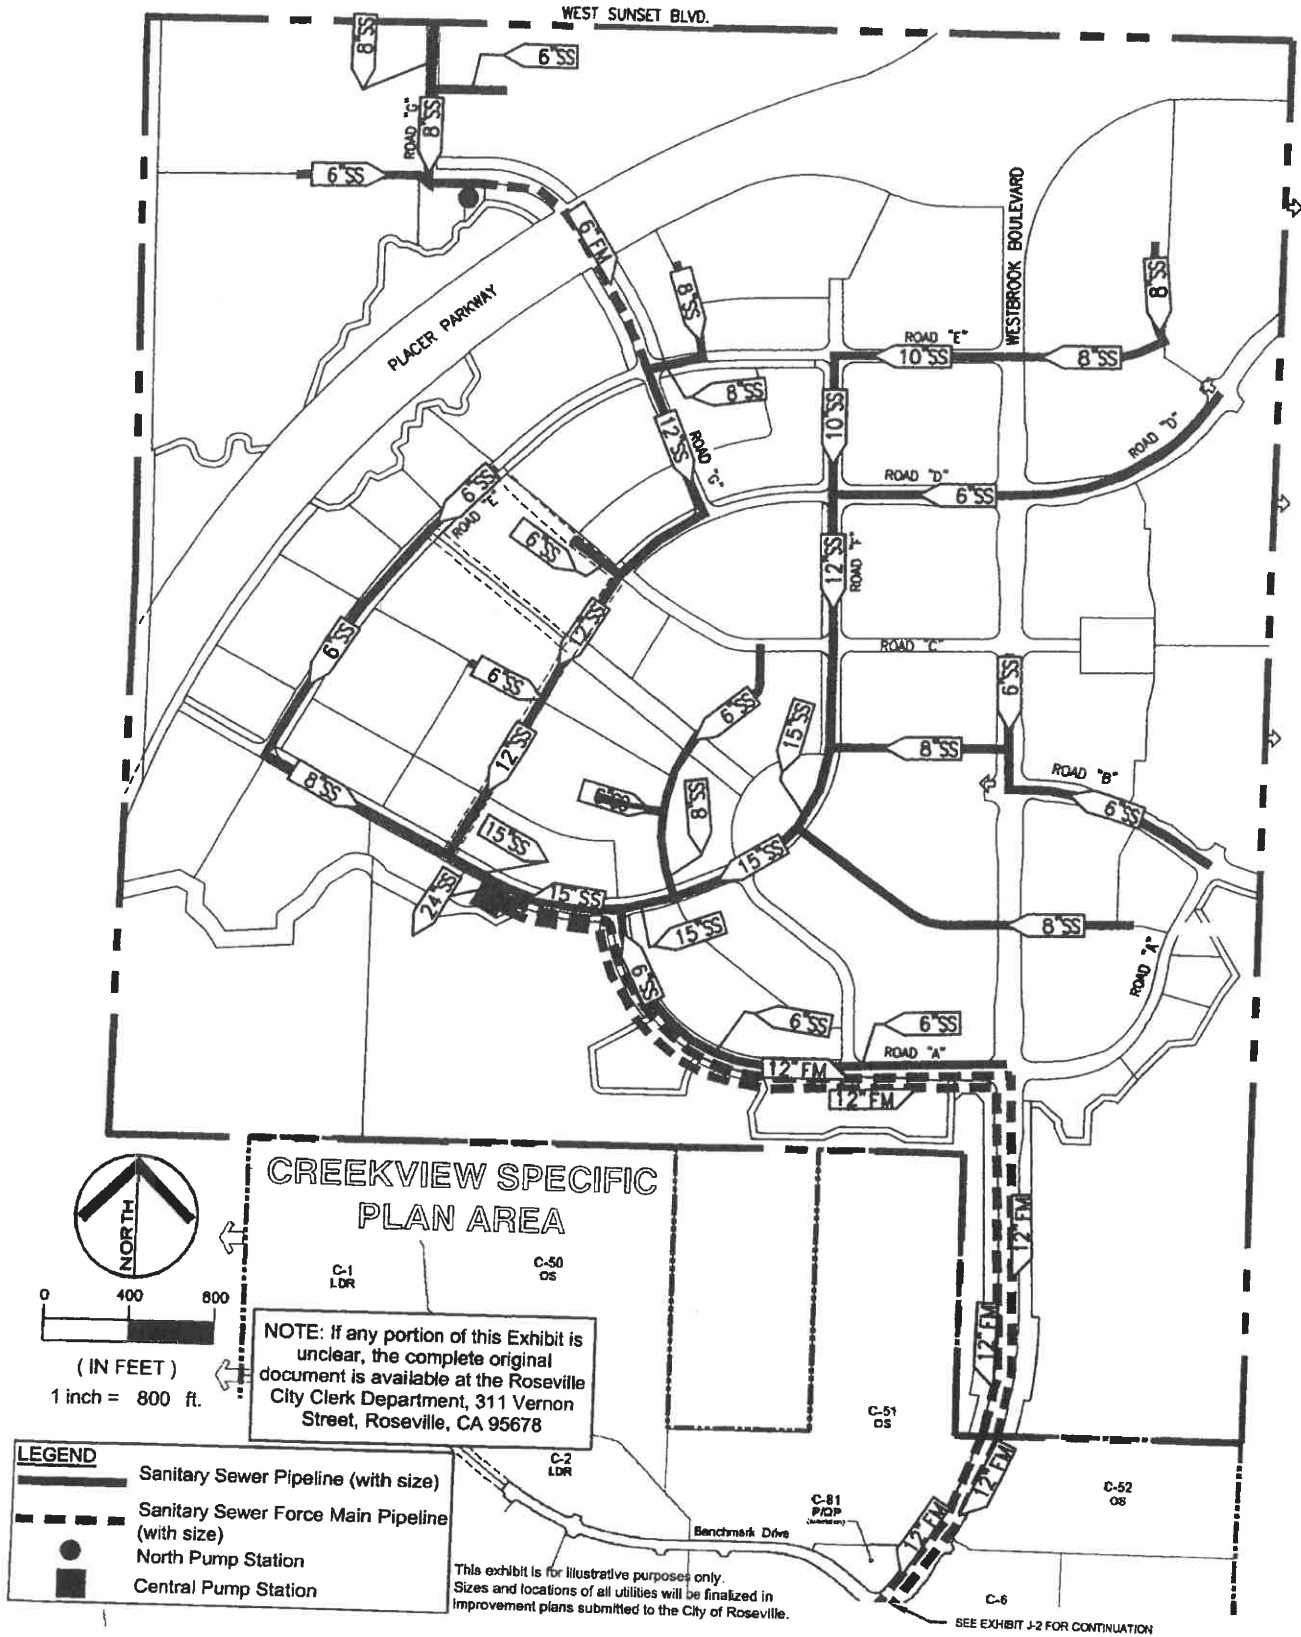 WEST SUNSET BLVD.
8"SS
6"SS
ROAD "G"
8"SS
6"SS
6"FM
PLACER PARKWAY
8"SS
WESTBROOK BOULEVARD
8"SS
ROAD "E"
10"SS
8"SS
8"SS
10"SS
12"SS
ROAD "G"
ROAD "D"
ROAD "D"
6"SS
6"SS
ROAD "E"
6"SS
12"SS
ROAD "F"
12"SS
6"SS
ROAD "C"
6"SS
6"SS
6"SS
15"SS
12"SS
8"SS
ROAD "B"
8"SS
8"SS
6"SS
15"SS
15"SS
24"SS
15"SS
15"SS
8"SS
6"SS
ROAD "A"
6"SS
6"SS
ROAD "A"
12" FM
12" FM
CREEKVIEW SPECIFIC
PLAN AREA
NORTH
12" FM
C-1
LDR
C-50
OS
0 400 800
(IN FEET)
1 inch = 800 ft.
NOTE: If any portion of this Exhibit is
unclear, the complete original
document is available at the Roseville
City Clerk Department, 311 Vernon
Street, Roseville, CA 95678
12" FM
C-51
OS
LEGEND
Sanitary Sewer Pipeline (with size)
Sanitary Sewer Force Main Pipeline
(with size)
North Pump Station
Central Pump Station
C-2
LDR
12" FM
C-52
OS
C-81
P/QP
12" FM
Benchmark Drive
This exhibit is for illustrative purposes only.
Sizes and locations of all utilities will be finalized in
improvement plans submitted to the City of Roseville.
C-6
SEE EXHIBIT J-2 FOR CONTINUATION